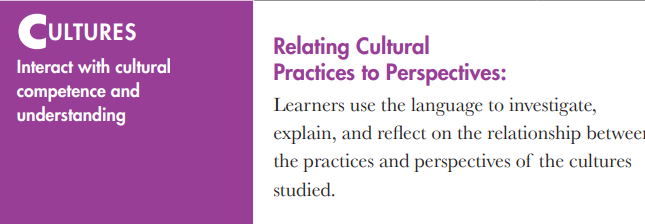 CULTURES
Interact with cultural
competence and
understanding
Relating Cultural
Practices to Perspectives:
Learners use the language to investigate,
explain, and reflect on the relationship betwee
the practices and perspectives of the cultures
studied.